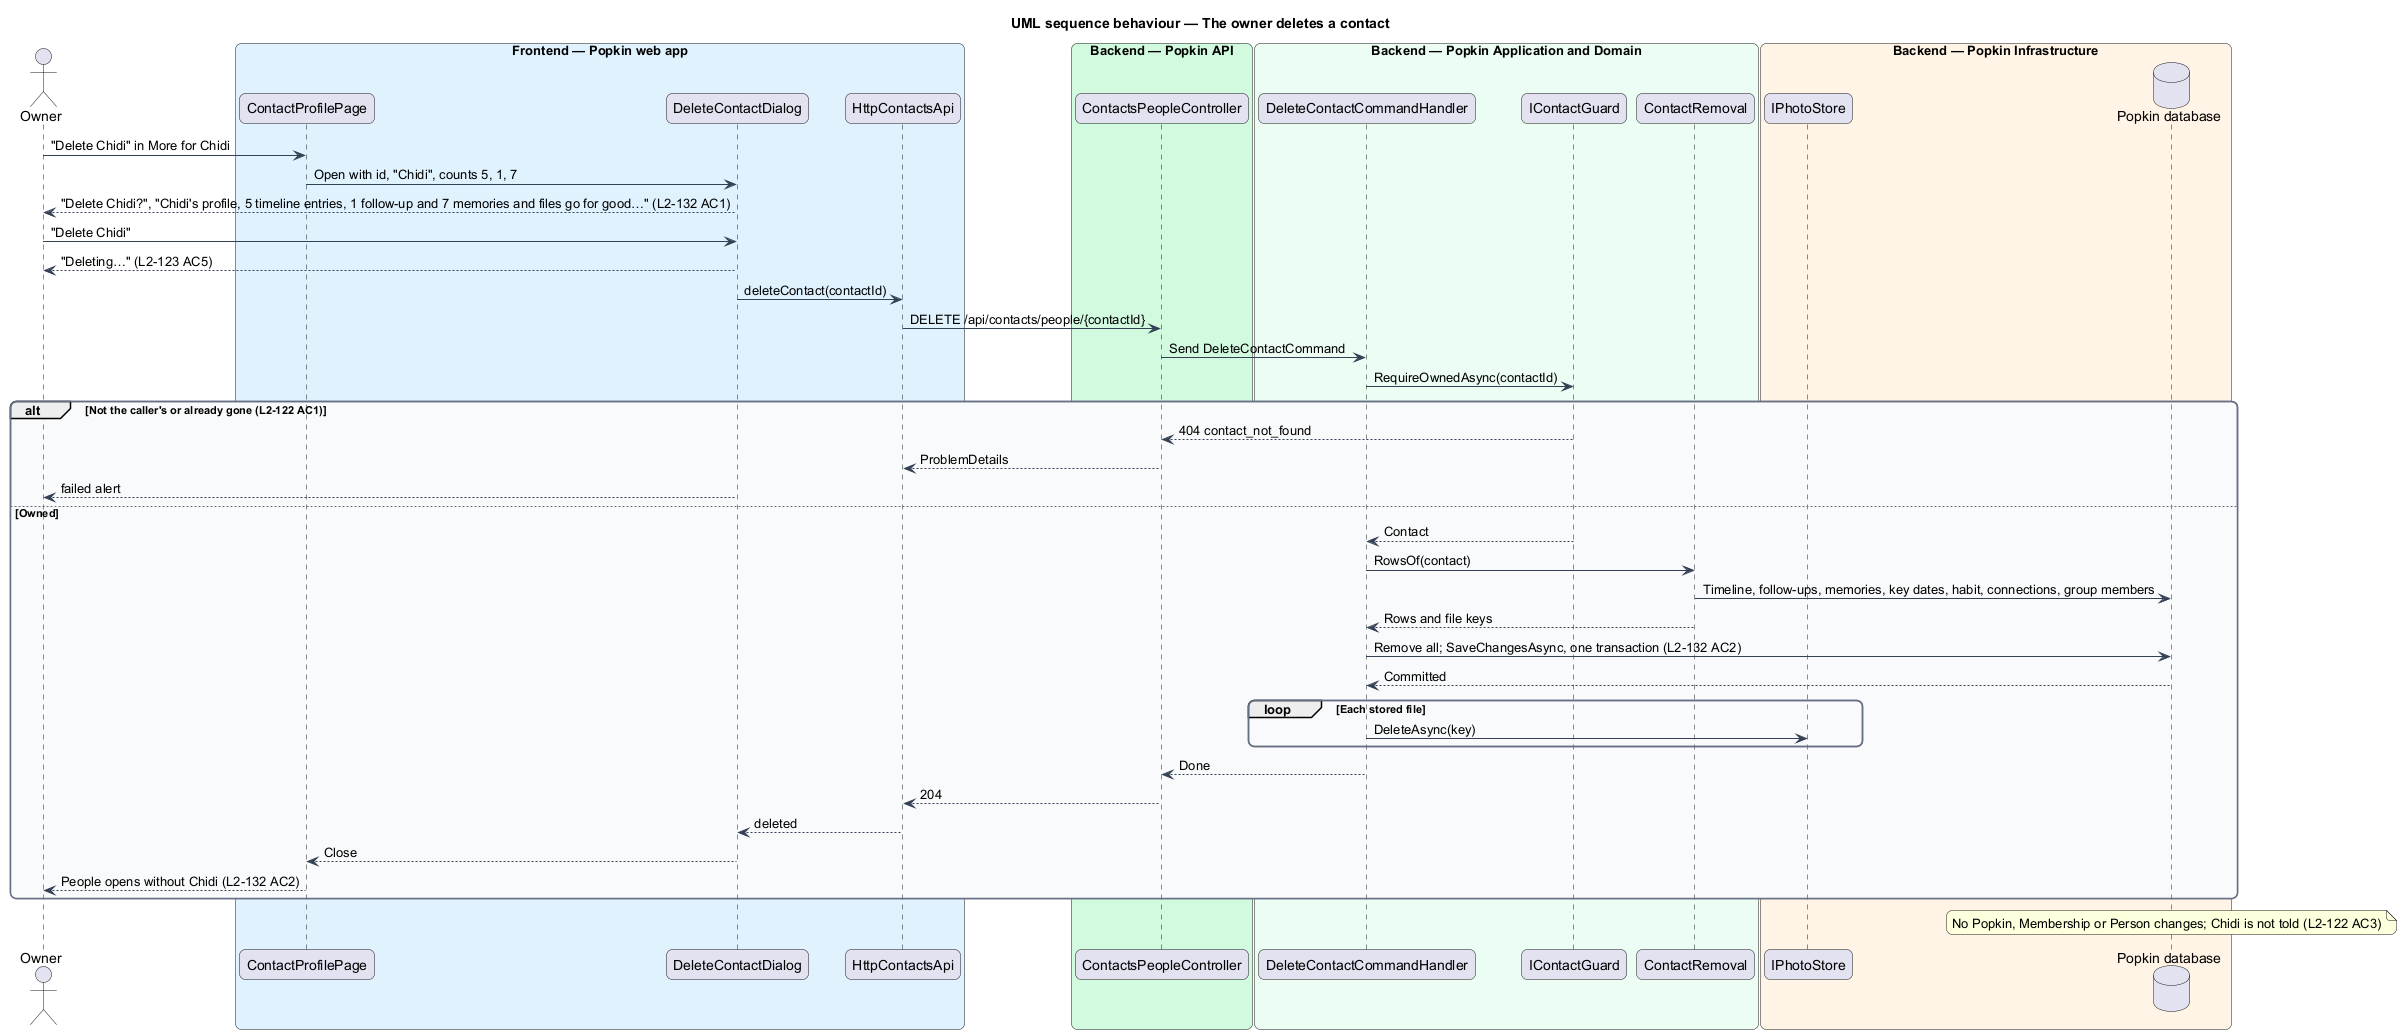 UML sequence behaviour — The owner deletes a contact
Frontend — Popkin web app
Backend — Popkin API
Backend — Popkin Application and Domain
Backend — Popkin Infrastructure
Owner
ContactProfilePage
DeleteContactDialog
HttpContactsApi
ContactsPeopleController
DeleteContactCommandHandler
IContactGuard
ContactRemoval
IPhotoStore
Popkin database
"Delete Chidi" in More for Chidi
Open with id, "Chidi", counts 5, 1, 7
"Delete Chidi?", "Chidi's profile, 5 timeline entries, 1 follow-up and 7 memories and files go for good…" (L2-132 AC1)
"Delete Chidi"
"Deleting…" (L2-123 AC5)
deleteContact(contactId)
DELETE /api/contacts/people/{contactId}
Send DeleteContactCommand
RequireOwnedAsync(contactId)
alt [Not the caller's or already gone (L2-122 AC1)]
404 contact_not_found
ProblemDetails
failed alert
[Owned]
Contact
RowsOf(contact)
Timeline, follow-ups, memories, key dates, habit, connections, group members
Rows and file keys
Remove all; SaveChangesAsync, one transaction (L2-132 AC2)
Committed
loop [Each stored file]
DeleteAsync(key)
Done
204
deleted
Close
People opens without Chidi (L2-132 AC2)
No Popkin, Membership or Person changes; Chidi is not told (L2-122 AC3)
Owner
ContactProfilePage
DeleteContactDialog
HttpContactsApi
ContactsPeopleController
DeleteContactCommandHandler
IContactGuard
ContactRemoval
IPhotoStore
Popkin database